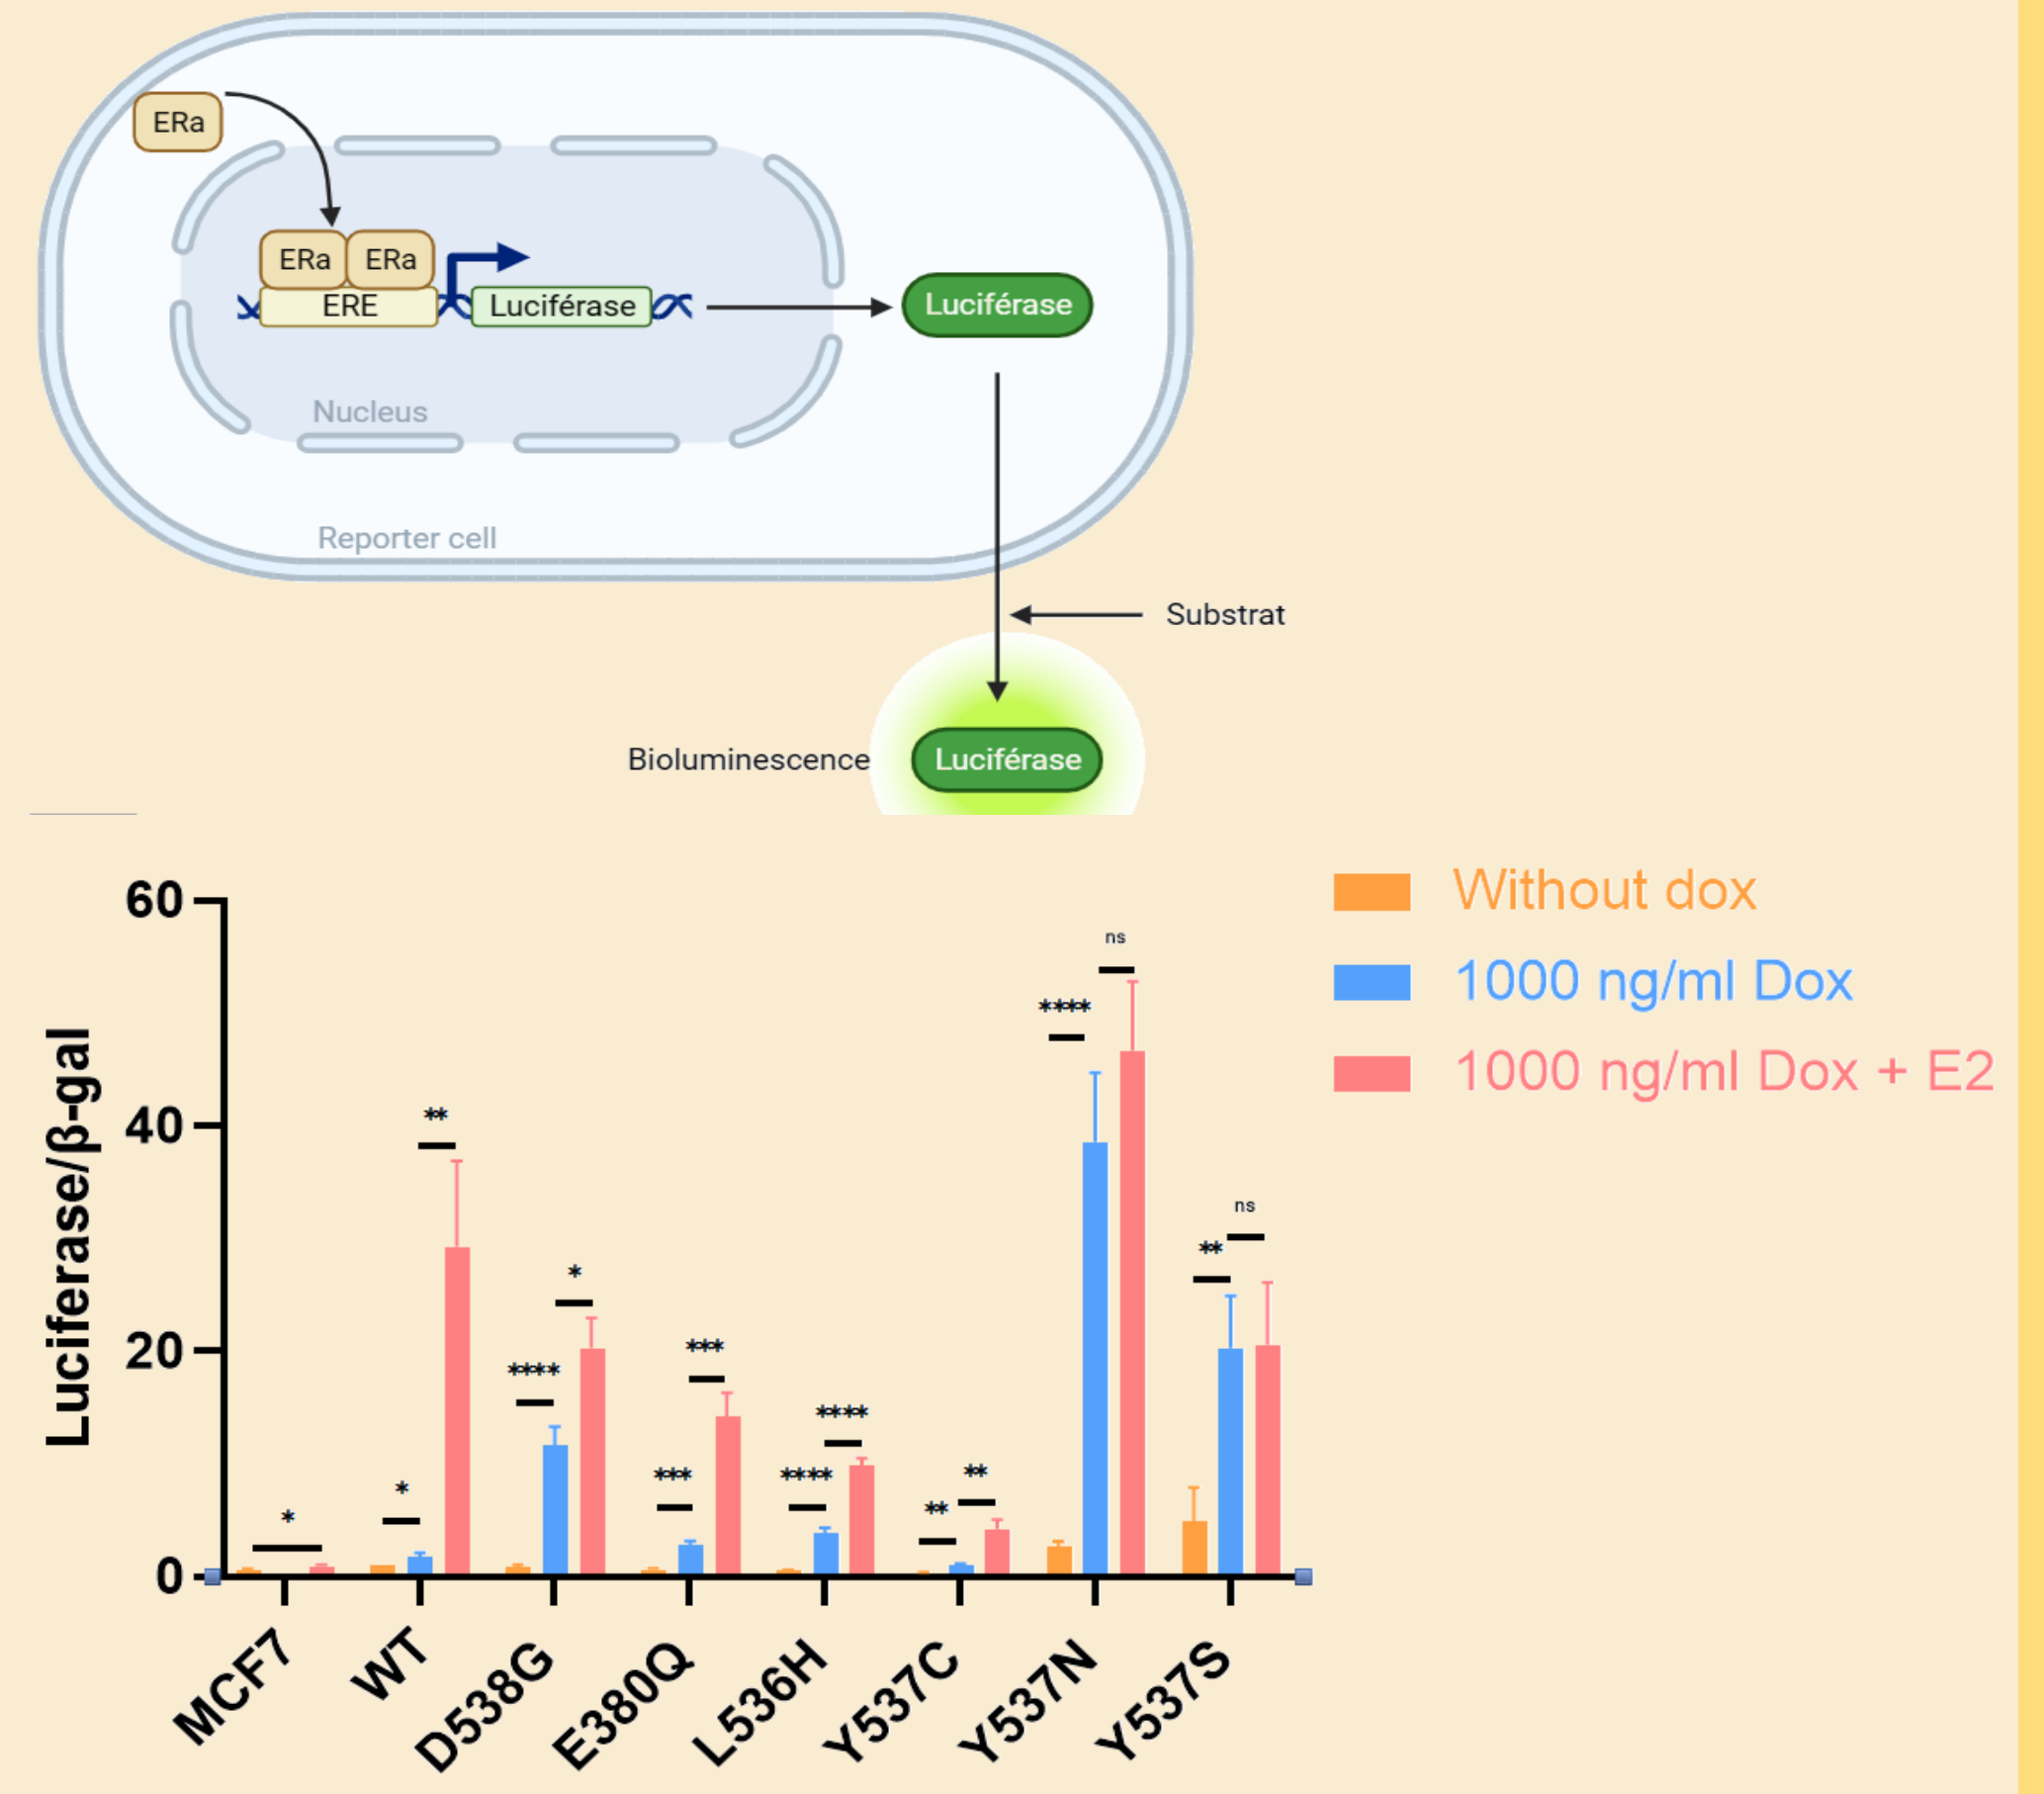 ERa
ERa ERa
ERE Luciférase
Luciférase
Nucleus
Reporter cell
Substrat
Bioluminescence
Luciférase
Without dox
1000 ng/ml Dox
1000 ng/ml Dox + E2
Luciferase/β-gal
60
40
20
0
ns
****
**
ns
**
*
****
***
****
***
****
**
**
*
*
MCF7
WT
D538G
E380Q
L536H
Y537C
Y537N
Y537S